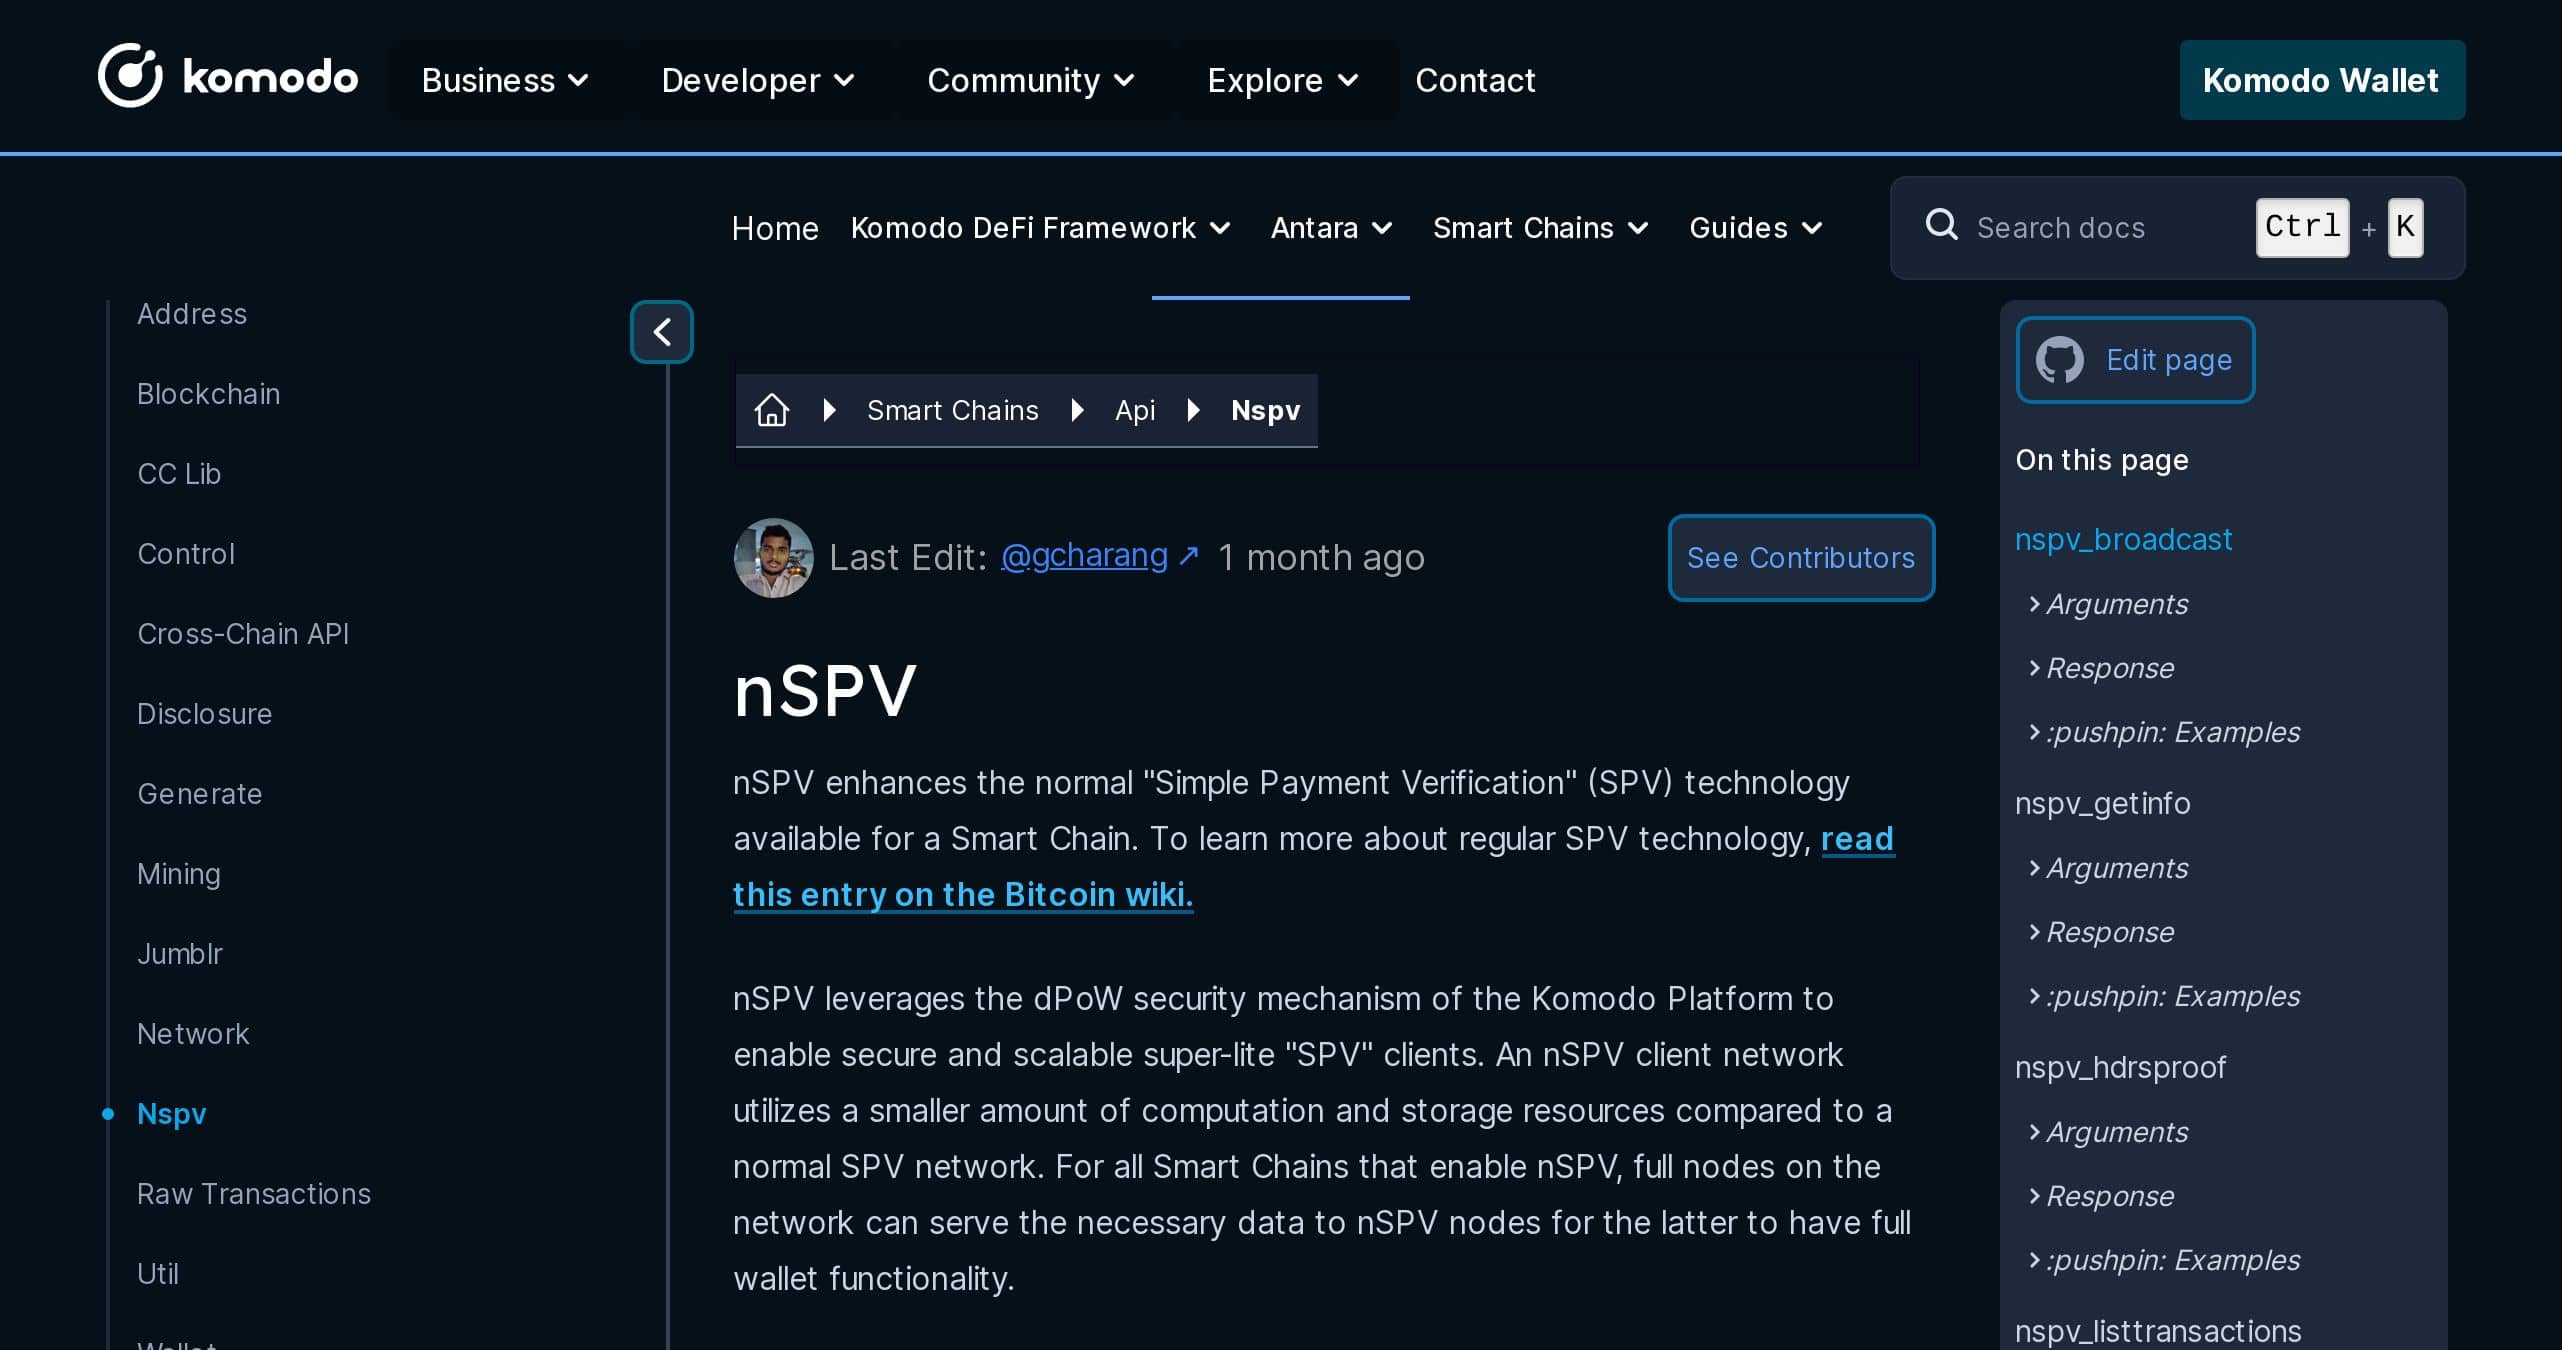 komodo
Business
Developer
Community
Explore
Contact
Komodo Wallet
Home
Komodo DeFi Framework
Antara
Smart Chains
Guides
Search docs
Ctrl + K
Address
Blockchain
CC Lib
Control
Cross-Chain API
Disclosure
Generate
Mining
Jumblr
Network
Nspv
Raw Transactions
Util
Smart Chains
Api
Nspv
Last Edit: @gcharang ↗ 1 month ago
See Contributors
nSPV
nSPV enhances the normal "Simple Payment Verification" (SPV) technology
available for a Smart Chain. To learn more about regular SPV technology, read
this entry on the Bitcoin wiki.
nSPV leverages the dPoW security mechanism of the Komodo Platform to
enable secure and scalable super-lite "SPV" clients. An nSPV client network
utilizes a smaller amount of computation and storage resources compared to a
normal SPV network. For all Smart Chains that enable nSPV, full nodes on the
network can serve the necessary data to nSPV nodes for the latter to have full
wallet functionality.
Edit page
On this page
nspv_broadcast
Arguments
Response
:pushpin: Examples
nspv_getinfo
Arguments
Response
:pushpin: Examples
nspv_hdrsproof
Arguments
Response
:pushpin: Examples
nspv_listtransactions